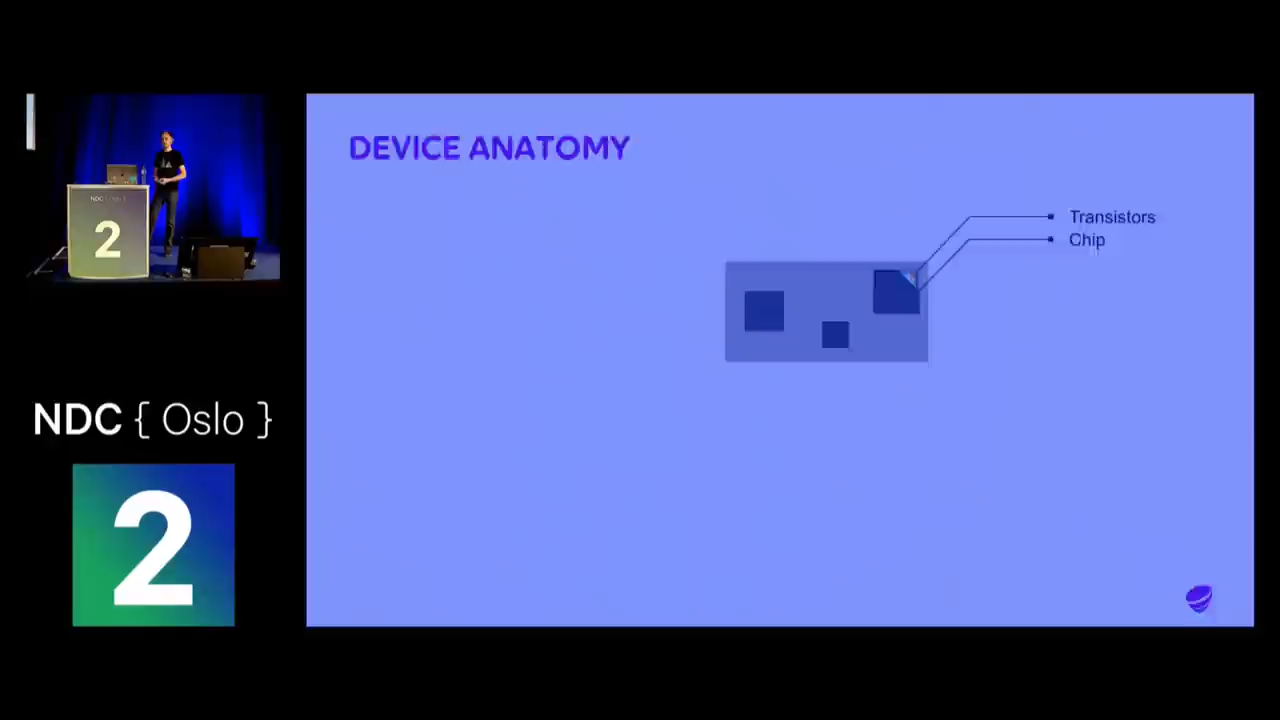 DEVICE ANATOMY
Transistors
Chip
2
NDC { Oslo }
2